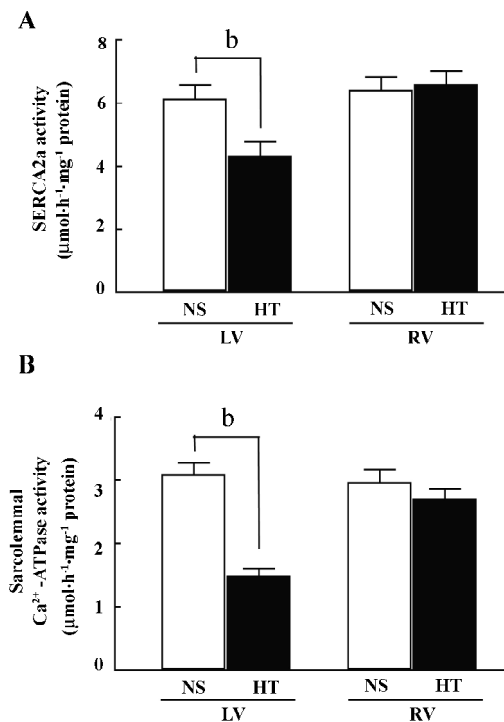 A
SERCA2a activity
(μmol·h⁻¹·mg⁻¹ protein)
8
6
4
2
0
b
NS HT NS HT
LV RV
B
Sarcolemmal
Ca²⁺ -ATPase activity
(μmol·h⁻¹·mg⁻¹ protein)
4
3
2
1
0
b
NS HT NS HT
LV RV